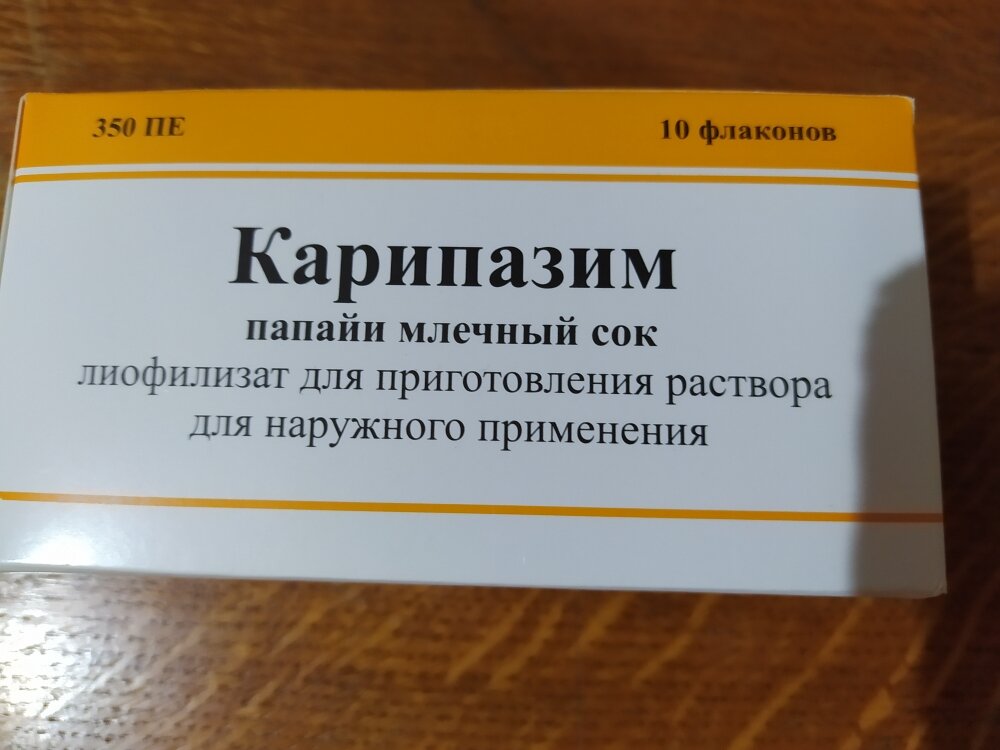 350 ПЕ
10 флаконов
Карипазим
папайи млечный сок
лиофилизат для приготовления раствора
для наружного применения